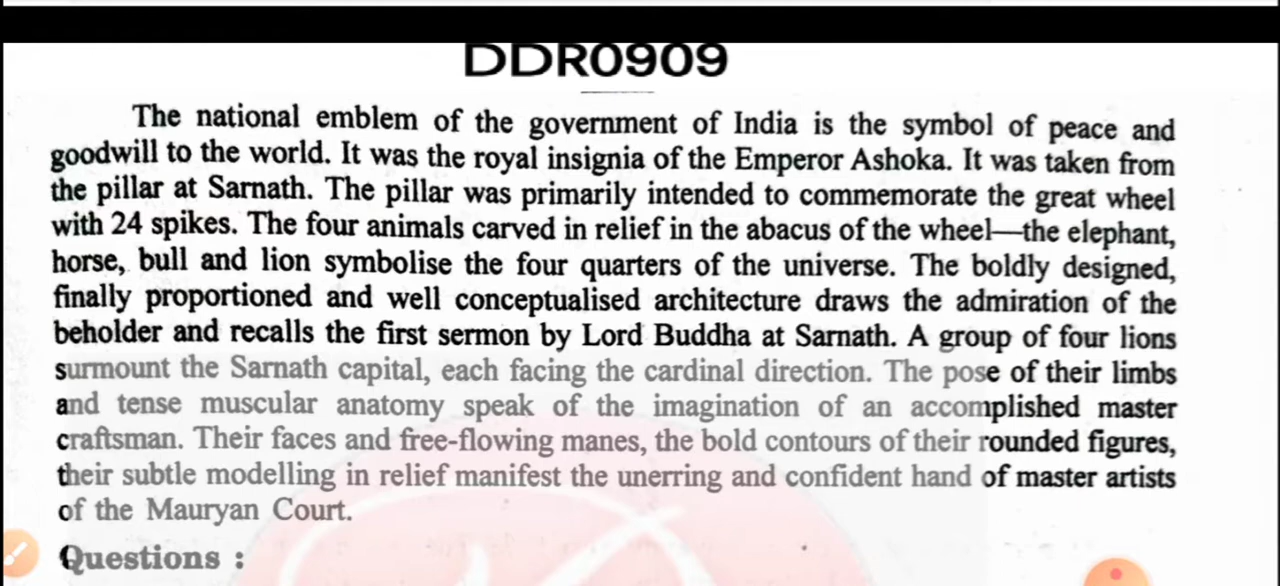 DDR0909
The national emblem of the government of India is the symbol of peace and
goodwill to the world. It was the royal insignia of the Emperor Ashoka. It was taken from
the pillar at Sarnath. The pillar was primarily intended to commemorate the great wheel
with 24 spikes. The four animals carved in relief in the abacus of the wheel—the elephant,
horse, bull and lion symbolise the four quarters of the universe. The boldly designed,
finally proportioned and well conceptualised architecture draws the admiration of the
beholder and recalls the first sermon by Lord Buddha at Sarnath. A group of four lions
surmount the Sarnath capital, each facing the cardinal direction. The pose of their limbs
and tense muscular anatomy speak of the imagination of an accomplished master
craftsman. Their faces and free-flowing manes, the bold contours of their rounded figures,
their subtle modelling in relief manifest the unerring and confident hand of master artists
of the Mauryan Court.
Questions :